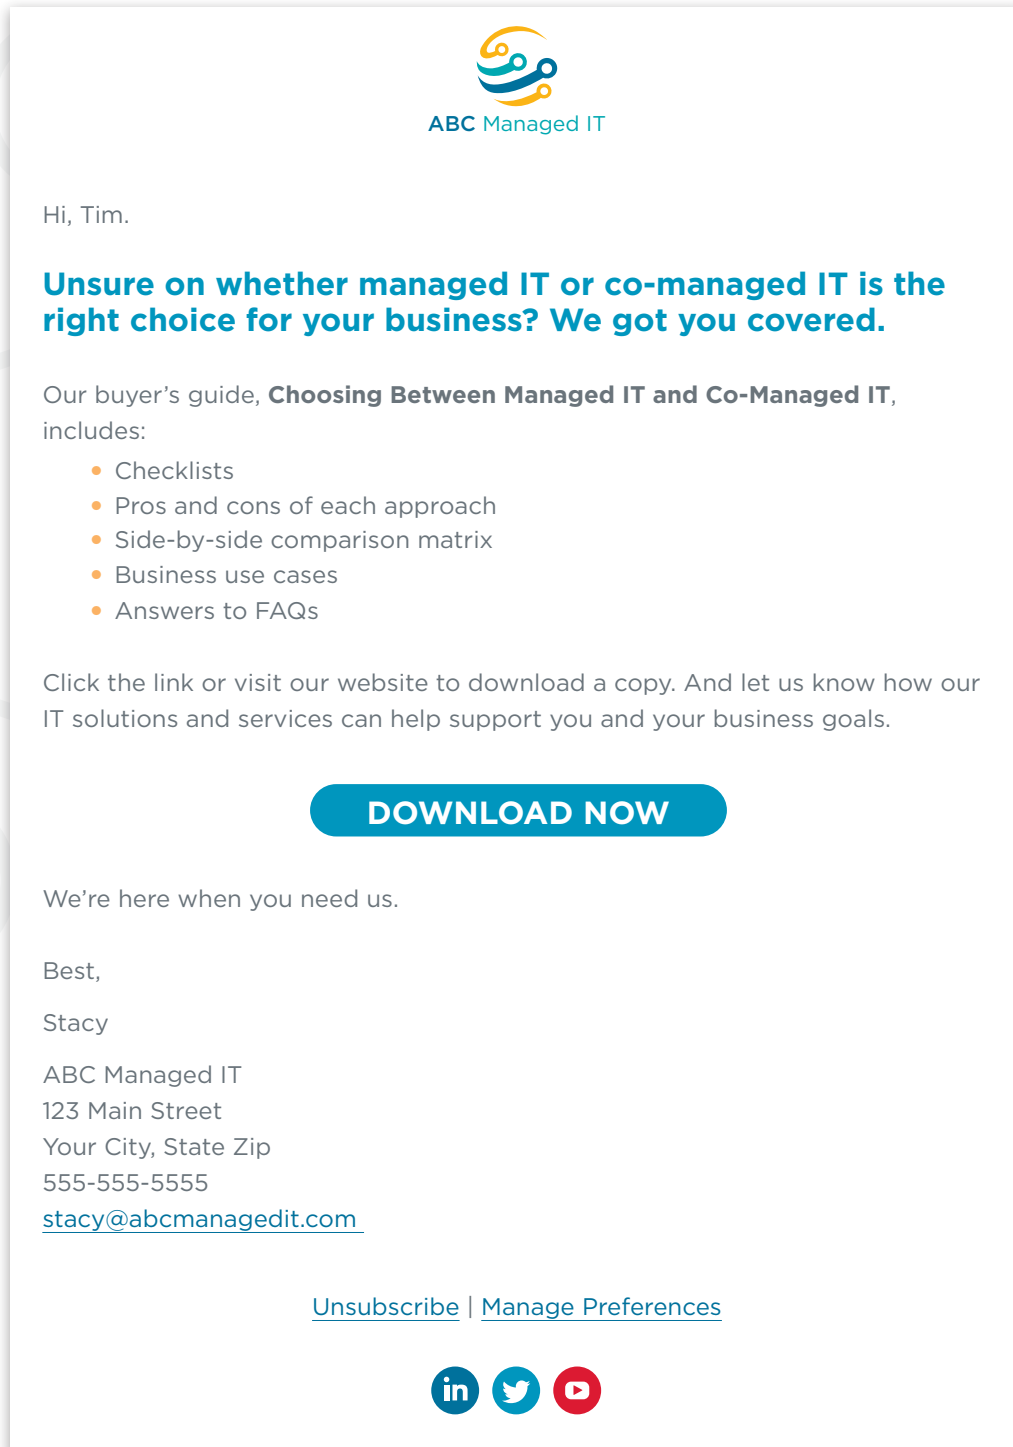 ABC Managed IT
Hi, Tim.
Unsure on whether managed IT or co-managed IT is the
right choice for your business? We got you covered.
Our buyer’s guide, Choosing Between Managed IT and Co-Managed IT,
includes:
• Checklists
• Pros and cons of each approach
• Side-by-side comparison matrix
• Business use cases
• Answers to FAQs
Click the link or visit our website to download a copy. And let us know how our
IT solutions and services can help support you and your business goals.
DOWNLOAD NOW
We’re here when you need us.
Best,
Stacy
ABC Managed IT
123 Main Street
Your City, State Zip
555-555-5555
stacy@abcmanagedit.com
Unsubscribe | Manage Preferences
in